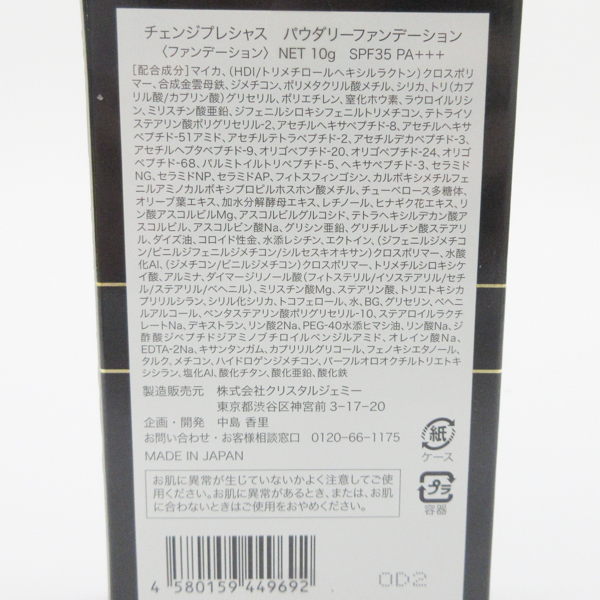 チェンジプレシャス　パウダリーファンデーション
〈ファンデーション〉 NET 10g　SPF35 PA+++
[配合成分]マイカ、(HDI/トリメチロールヘキシルラクトン)クロスポリ
マー、合成金雲母鉄、ジメチコン、ポリメタクリル酸メチル、シリカ、トリ(カ
プリル酸/カプリン酸)グリセリル、ポリエチレン、窒化ホウ素、ラウロイルリシ
ン、ミリスチン酸亜鉛、ジフェニルシロキシフェニルトリメチコン、テトライソ
ステアリン酸ポリグリセリル-2、アセチルヘキサペプチド-8、アセチルヘキサ
ペプチド-51アミド、アセチルテトラペプチド-2、アセチルデカペプチド-3、
アセチルヘプタペプチド-9、オリゴペプチド-20、オリゴペプチド-24、オリゴ
ペプチド-68、パルミトイルトリペプチド-5、ヘキサペプチド-3、セラミド
NG、セラミドNP、セラミドAP、フィトスフィンゴシン、カルボキシメチルフェ
ニルアミノカルボキシプロピルホスホン酸メチル、チューベロース多糖体、
オリーブ葉エキス、加水分解酵母エキス、レチノール、ヒナギク花エキス、リ
ン酸アスコルビルMg、アスコルビルグルコシド、テトラヘキシルデカン酸ア
スコルビル、アスコルビン酸Na、グリシン亜鉛、グリチルレチン酸ステアリ
ル、ダイズ油、コロイド性金、水添レシチン、エクトイン、(ジフェニルジメチコ
ン/ビニルジフェニルジメチコン/シルセスキオキサン)クロスポリマー、水酸
化Al、(ジメチコン/ビニルジメチコン)クロスポリマー、トリメチルシロキシケ
イ酸、アルミナ、ダイマージリノール酸(フィトステリル/イソステアリル/セチ
ル/ステアリル/ベヘニル)、ミリスチン酸Mg、ステアリン酸、トリエトキシカ
プリリルシラン、シリル化シリカ、トコフェロール、水、BG、グリセリン、ベヘニ
ルアルコール、ペンタステアリン酸ポリグリセリル-10、ステアロイルラクチ
レートNa、デキストラン、リン酸2Na、PEG-40水添ヒマシ油、リン酸Na、ジ
酢酸ジペプチドジアミノブチロイルベンジルアミド、オレイン酸Na、
EDTA-2Na、キサンタンガム、カプリリルグリコール、フェノキシエタノール、
タルク、メチコン、ハイドロゲンジメチコン、パーフルオロオクチルトリエトキ
シシラン、塩化Al、酸化チタン、酸化亜鉛、酸化鉄
製造販売元　株式会社クリスタルジェミー
東京都渋谷区神宮前 3-17-20
企画・開発　中島 香里
お問い合わせ・お客様相談窓口　0120-66-1175
MADE IN JAPAN
紙
ケース
プラ
容器
お肌に異常が生じていないかよく注意してご使
用ください。お肌に異常があるとき、または、お肌
に合わないときはご使用をおやめください。
4 580159 449692
OD2